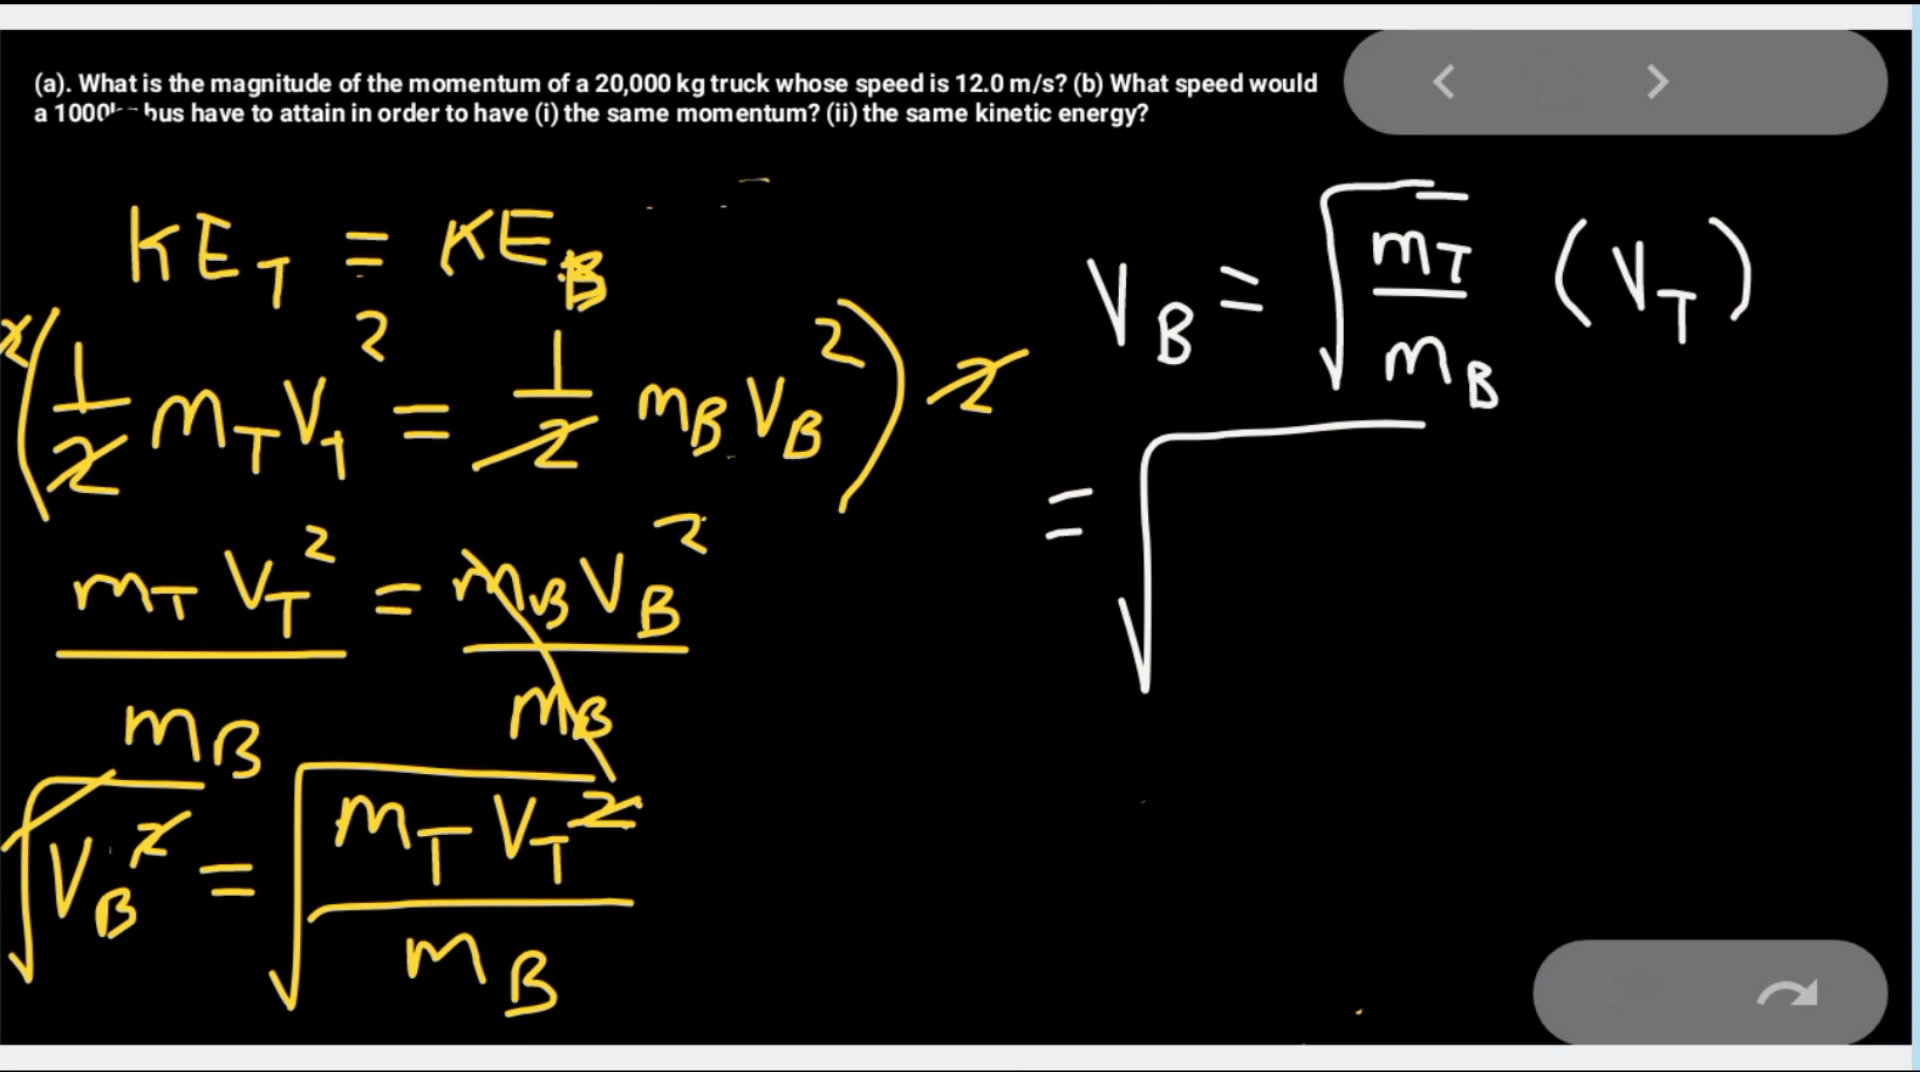 (a). What is the magnitude of the momentum of a 20,000 kg truck whose speed is 12.0 m/s? (b) What speed would
a 1000 bus have to attain in order to have (i) the same momentum? (ii) the same kinetic energy?
KE_T = KE_B
2(1/2 m_T V_T^2 = 1/2 m_B V_B^2)2
m_T V_T^2 / m_B = m_B V_B^2 / m_B
√(V_B^2) = √(m_T V_T^2 / m_B)
V_B = √(m_T / m_B) (V_T)
= √